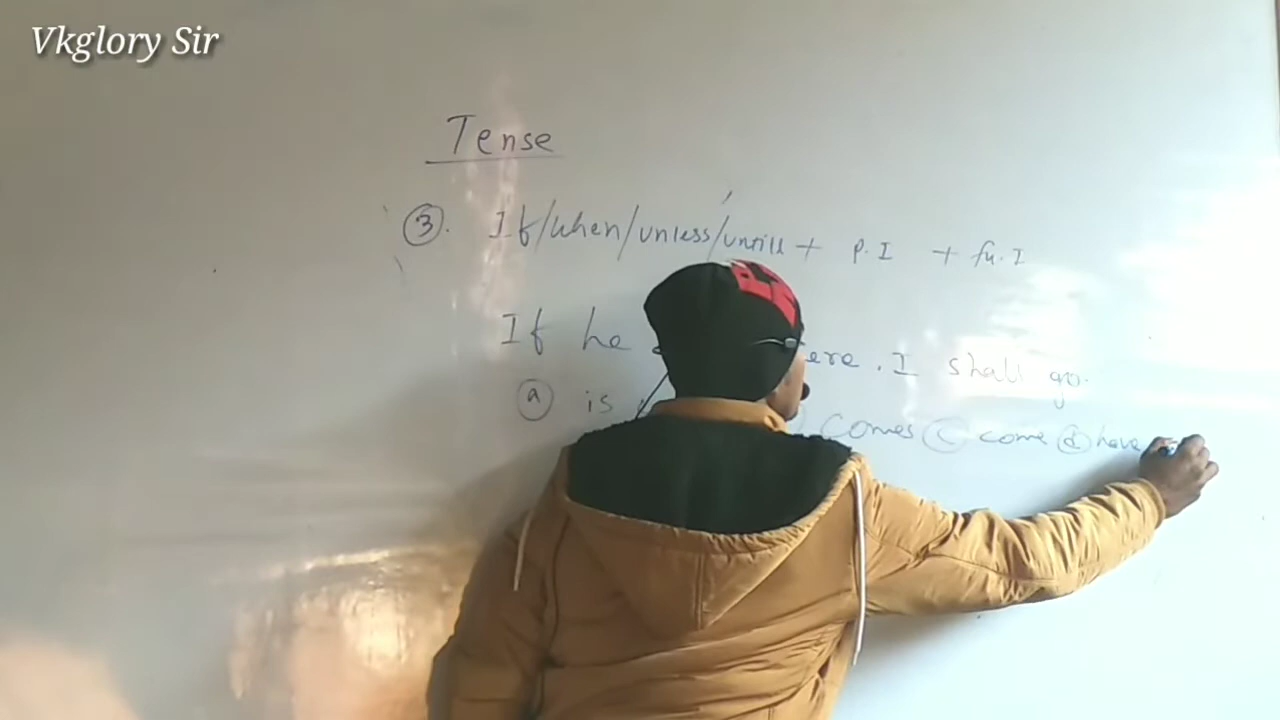 Vkglory Sir
Tense
3. If/when/unless/untill + P.I + fu.I
If he ere. I shall go.
a is comes c come d have